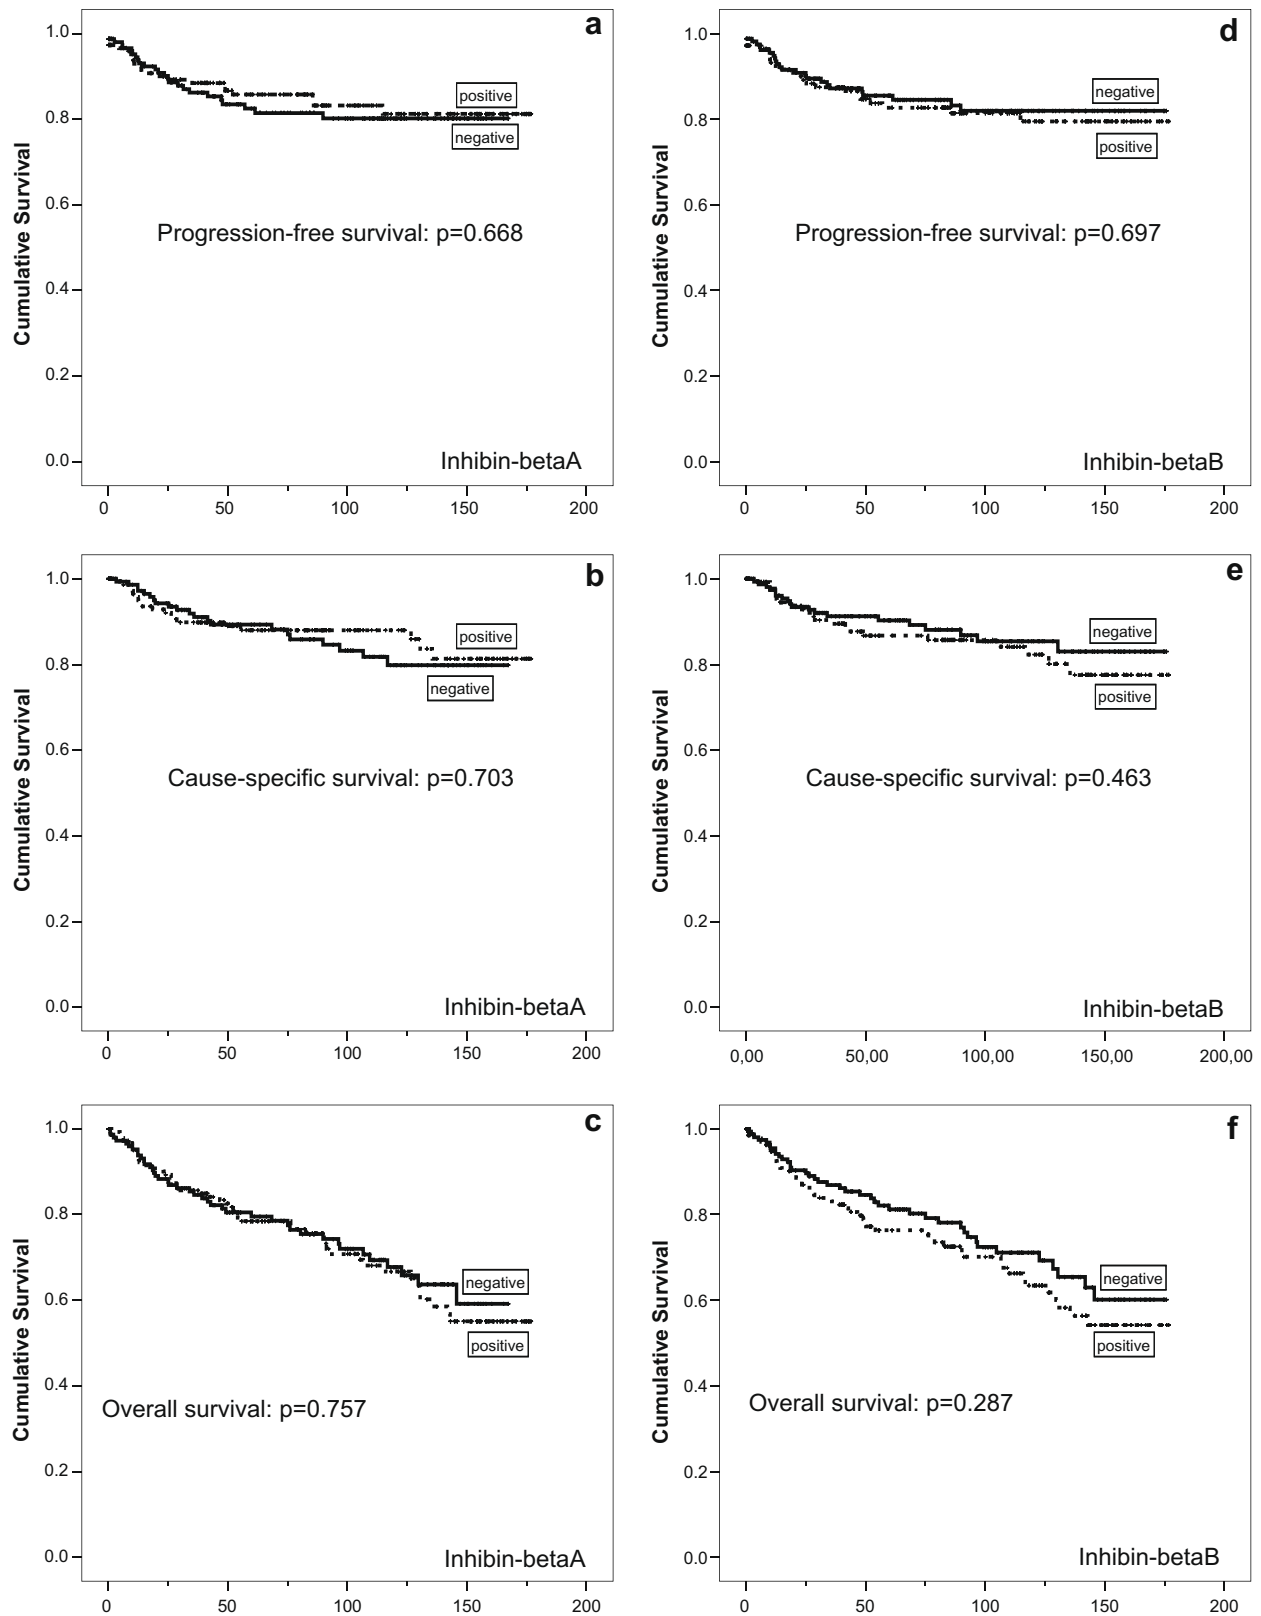 a
1.0
0.8
0.6
0.4
0.2
0.0
Cumulative Survival
positive
negative
Progression-free survival: p=0.668
Inhibin-betaA
0 50 100 150 200
d
1.0
0.8
0.6
0.4
0.2
0.0
Cumulative Survival
negative
positive
Progression-free survival: p=0.697
Inhibin-betaB
0 50 100 150 200
b
1.0
0.8
0.6
0.4
0.2
0.0
Cumulative Survival
positive
negative
Cause-specific survival: p=0.703
Inhibin-betaA
0 50 100 150 200
e
1.0
0.8
0.6
0.4
0.2
0.0
Cumulative Survival
negative
positive
Cause-specific survival: p=0.463
Inhibin-betaB
0,00 50,00 100,00 150,00 200,00
c
1.0
0.8
0.6
0.4
0.2
0.0
Cumulative Survival
negative
positive
Overall survival: p=0.757
Inhibin-betaA
0 50 100 150 200
f
1.0
0.8
0.6
0.4
0.2
0.0
Cumulative Survival
negative
positive
Overall survival: p=0.287
Inhibin-betaB
0 50 100 150 200